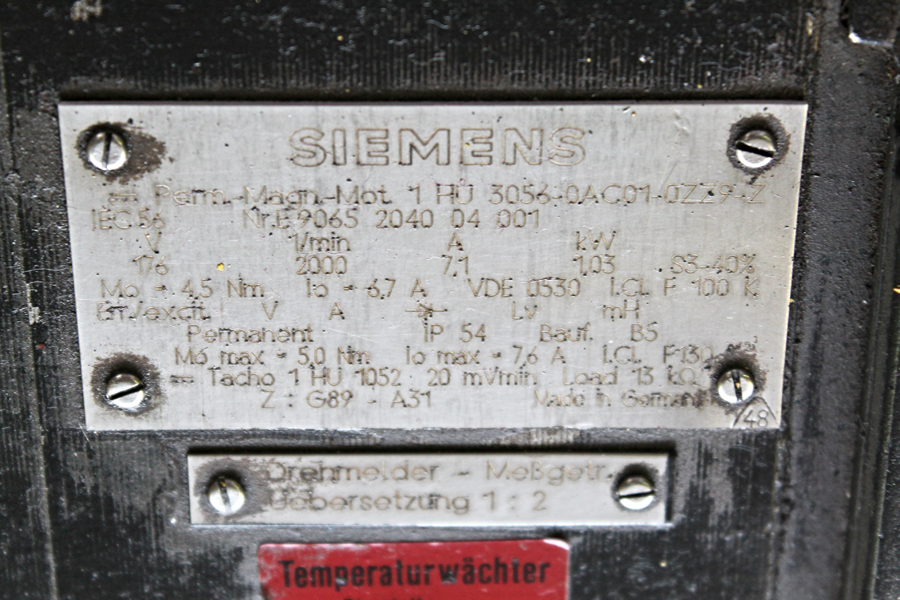 SIEMENS
Perm.-Magn.-Mot. 1 HU 3056-0AC01-0ZZ9-Z
IEC 56 Nr.E 9065 2040 04 001
V 1/min A kW
176 2000 7,1 1,03 S3-40%
Mo = 4,5 Nm Io = 6,7 A VDE 0530 I.Cl. F 100 K
Err./excit. V A Lv mH
Permanent IP 54 Bauf. B5
Mo max = 5,0 Nm Io max = 7,6 A I.Cl. F 130
Tacho 1 HU 1052 20 mV/min Load 13 kΩ
Z : G89 - A31 Made in Germany
48
Drehmelder - Meßgetr.
Uebersetzung 1 : 2
Temperaturwächter